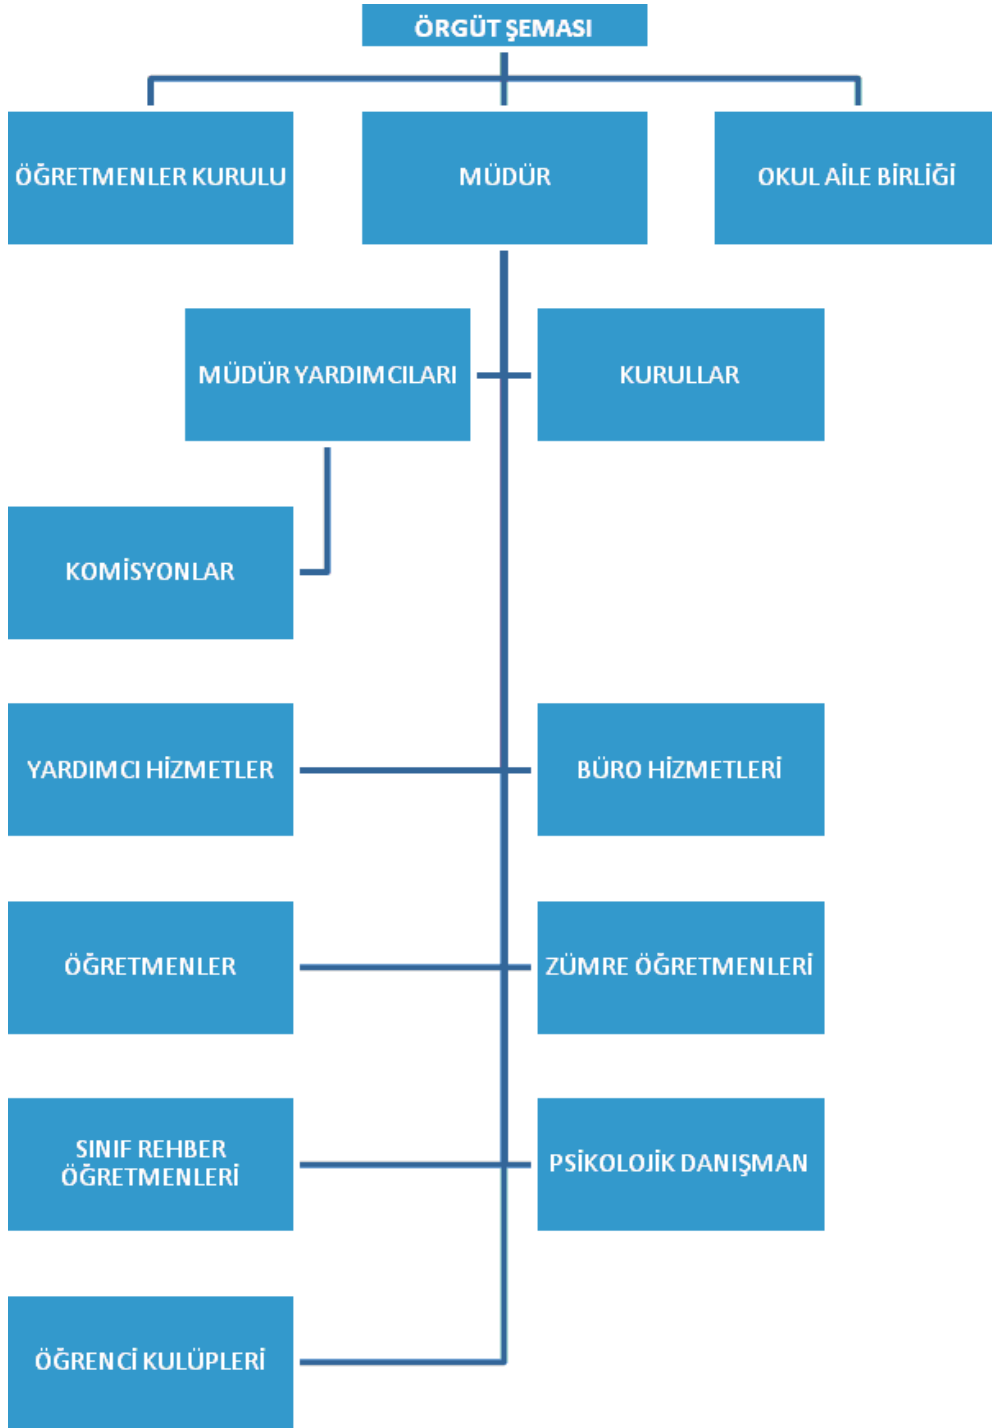 ÖRGÜT ŞEMASI
ÖĞRETMENLER KURULU
MÜDÜR
OKUL AİLE BİRLİĞİ
MÜDÜR YARDIMCILARI
KURULLAR
KOMİSYONLAR
YARDIMCI HİZMETLER
BÜRO HİZMETLERİ
ÖĞRETMENLER
ZÜMRE ÖĞRETMENLERİ
SINIF REHBER
ÖĞRETMENLERİ
PSİKOLOJİK DANIŞMAN
ÖĞRENCİ KULÜPLERİ